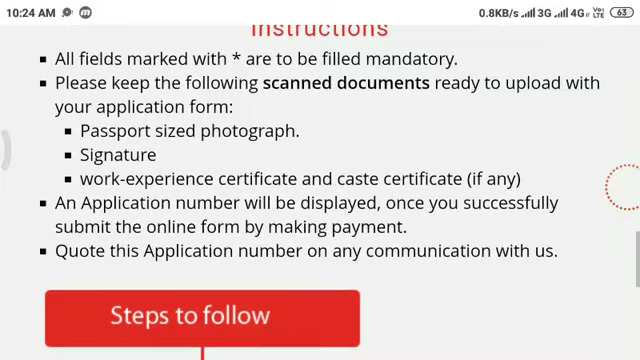 10:24 AM
0.8KB/s 3G 4G VoLTE 63
Instructions
All fields marked with * are to be filled mandatory.
Please keep the following scanned documents ready to upload with
your application form:
Passport sized photograph.
Signature
work-experience certificate and caste certificate (if any)
An Application number will be displayed, once you successfully
submit the online form by making payment.
Quote this Application number on any communication with us.
Steps to follow